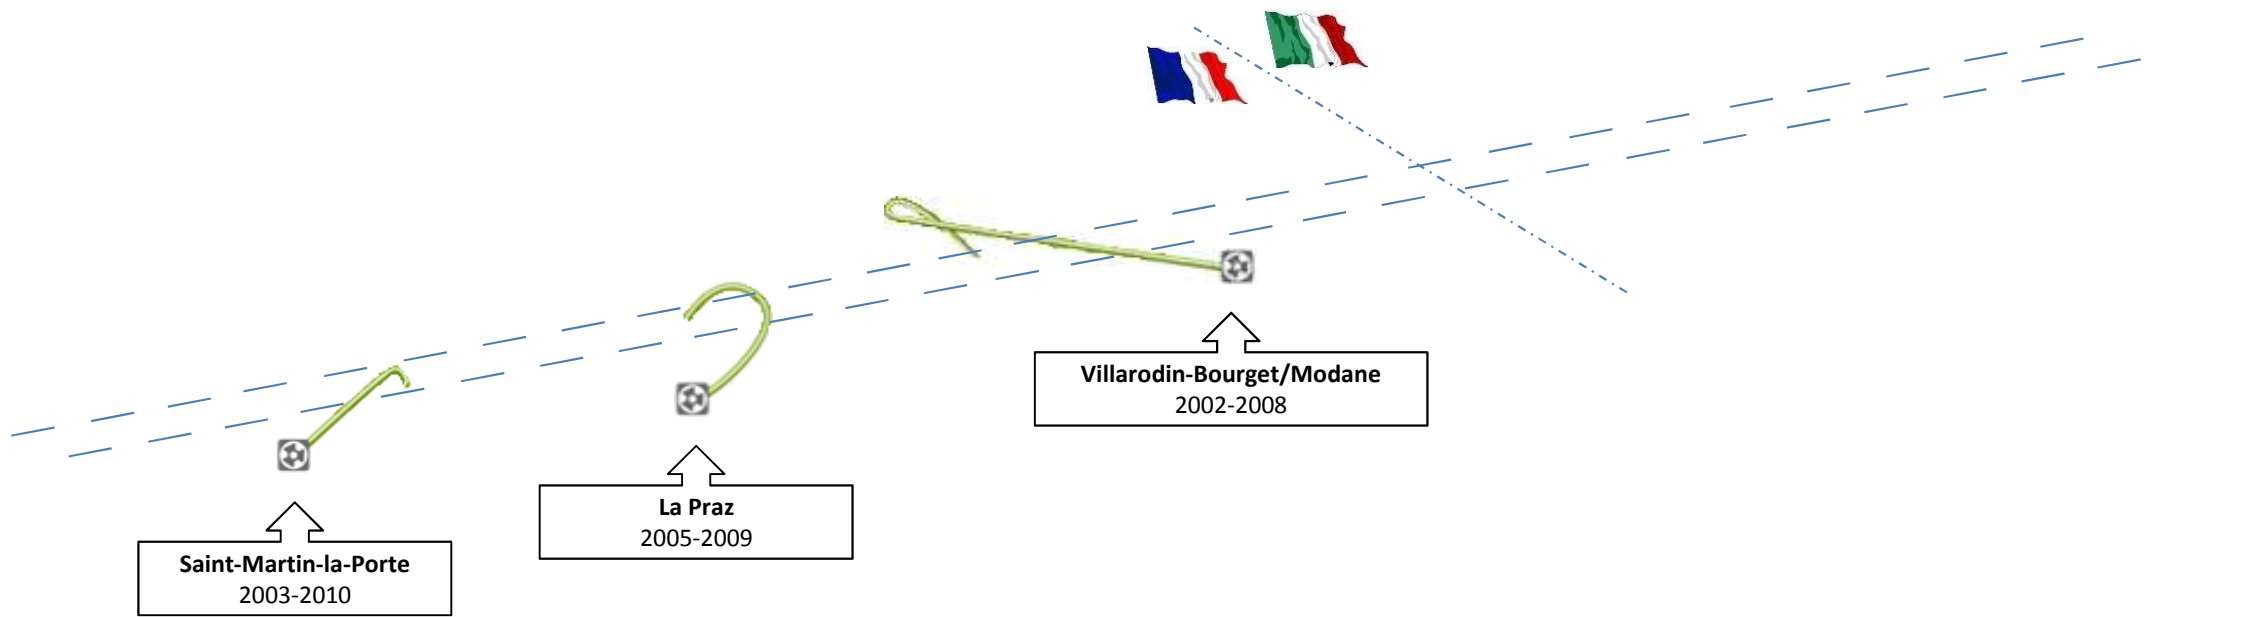 Villarodin-Bourget/Modane
2002-2008
La Praz
2005-2009
Saint-Martin-la-Porte
2003-2010